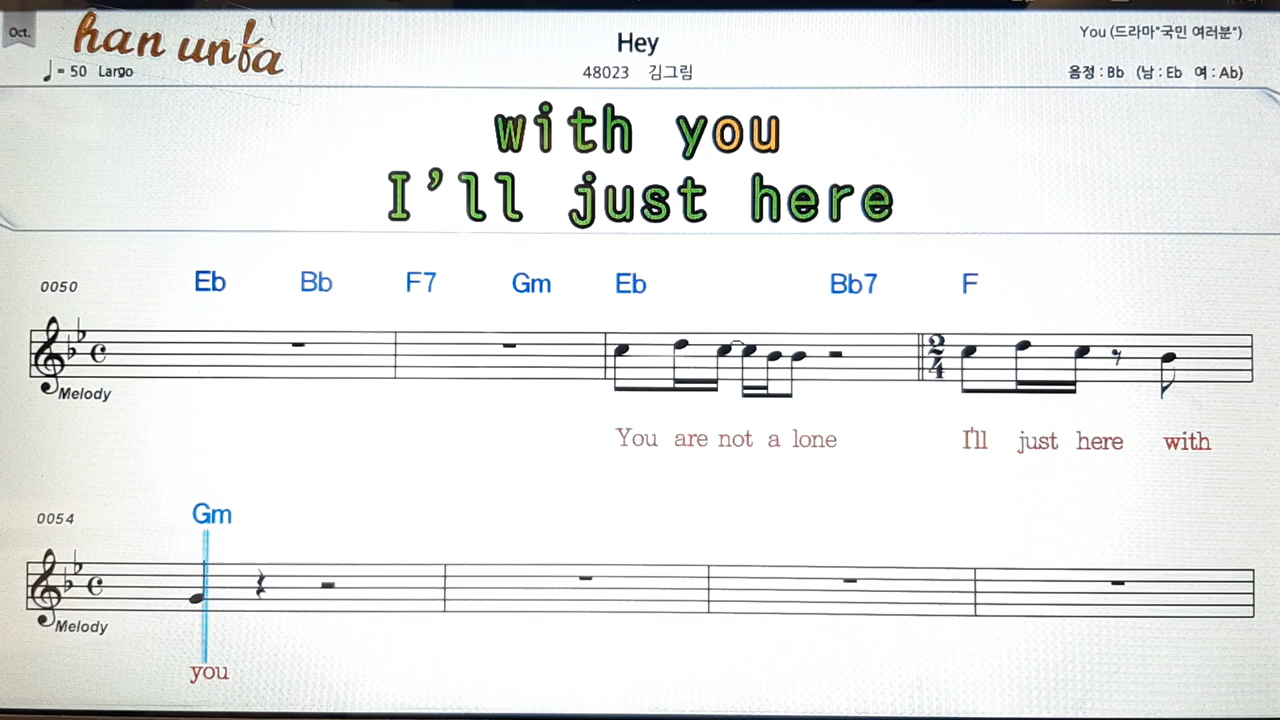 Oct.
han unfa
= 50 Largo
Hey
48023 김그림
You (드라마"국민 여러분")
음정 : Bb (남 : Eb 여 : Ab)
with you
I'll just here
0050 Eb Bb F7 Gm Eb Bb7 F
2
4
Melody
You are not a lone I'll just here with
0054 Gm
Melody
you